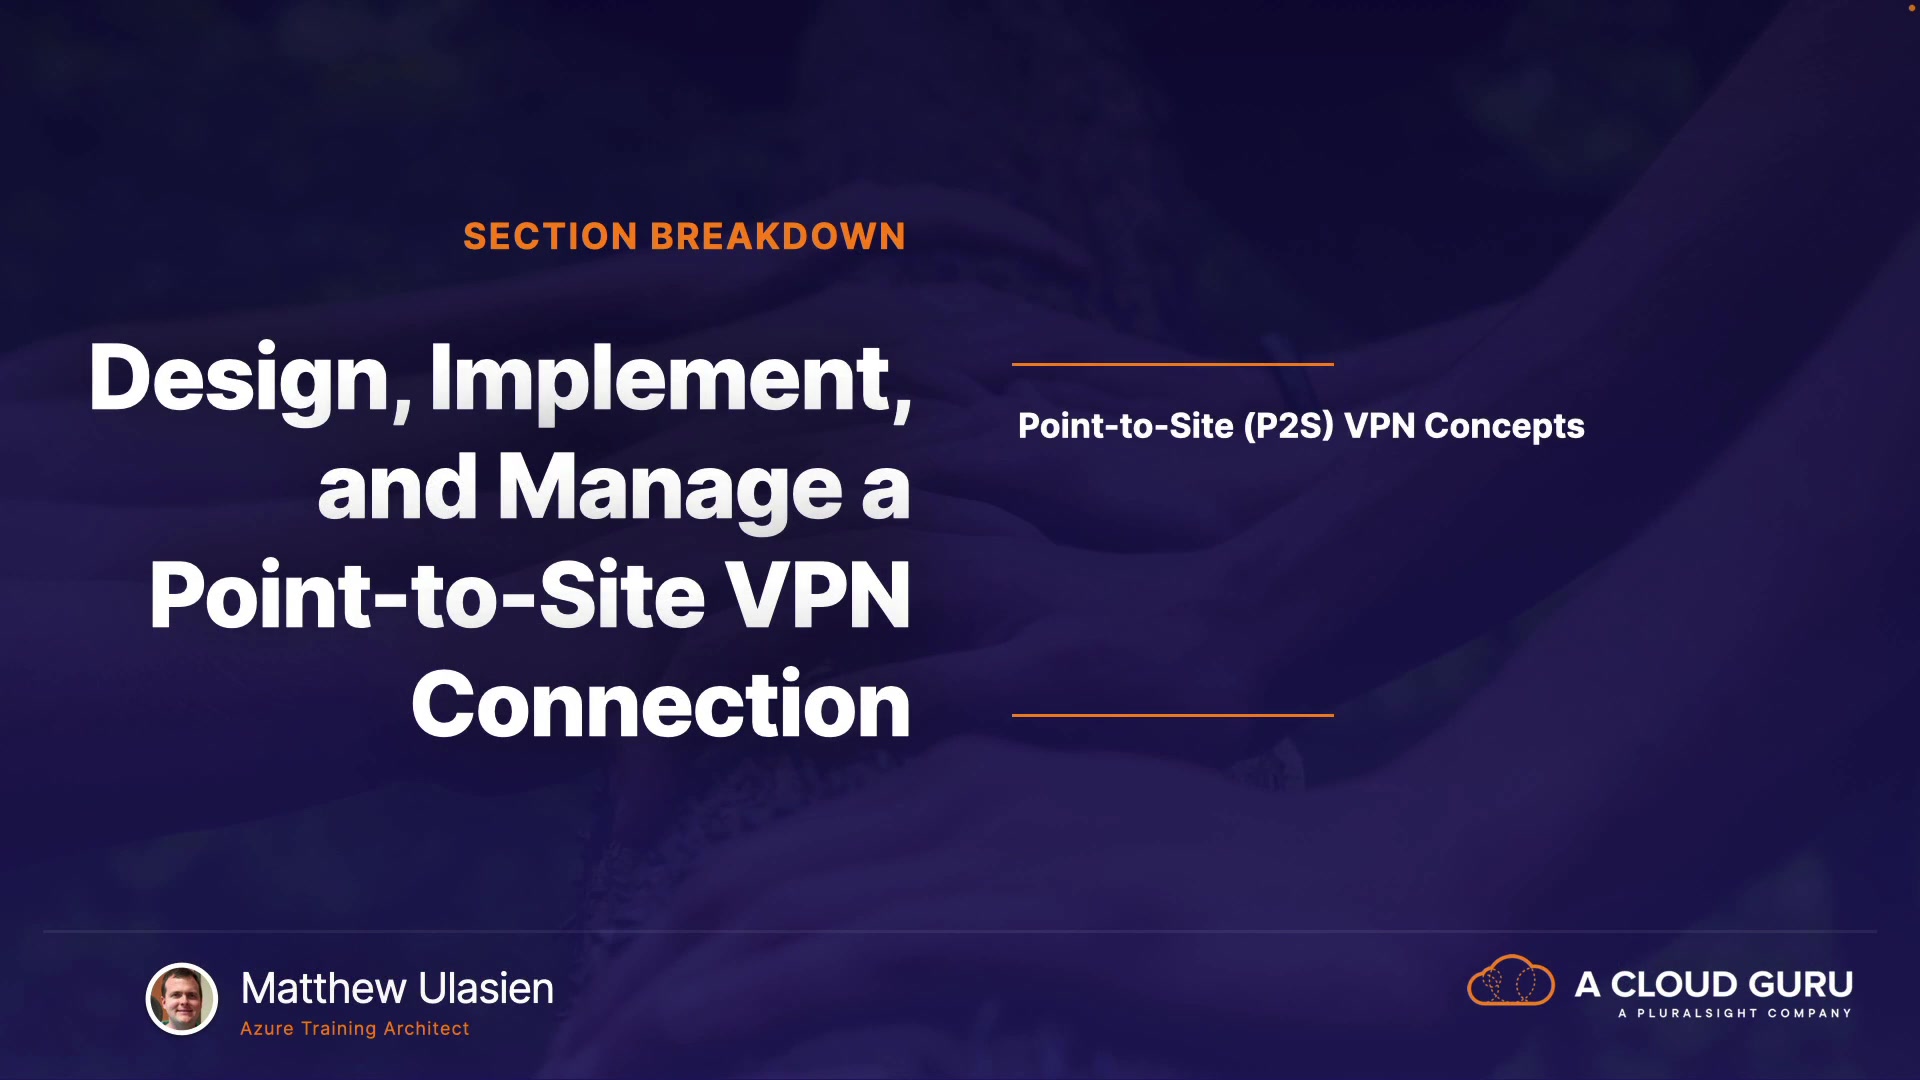 SECTION BREAKDOWN
Design, Implement,
and Manage a
Point-to-Site VPN
Connection
Point-to-Site (P2S) VPN Concepts
Matthew Ulasien
Azure Training Architect
A CLOUD GURU
A PLURALSIGHT COMPANY